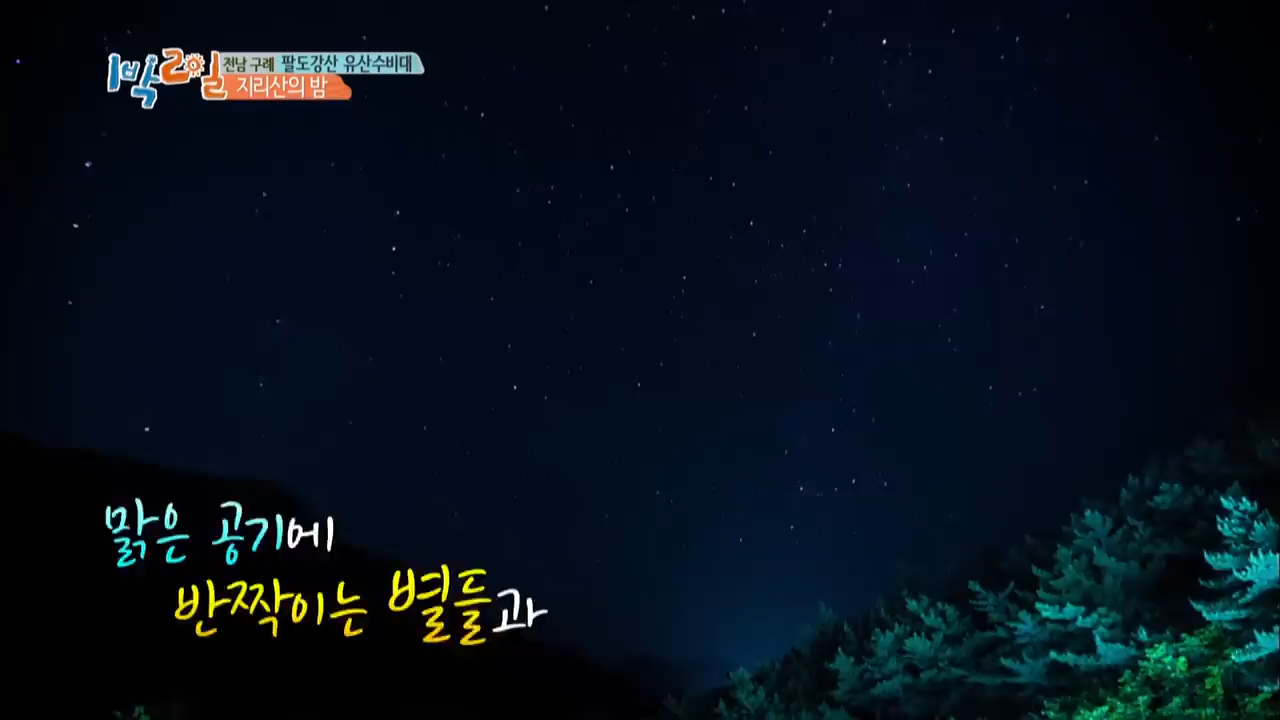 1박2일 전남 구례 팔도강산 유산수비대
지리산의 밤
맑은 공기에
반짝이는 별들과